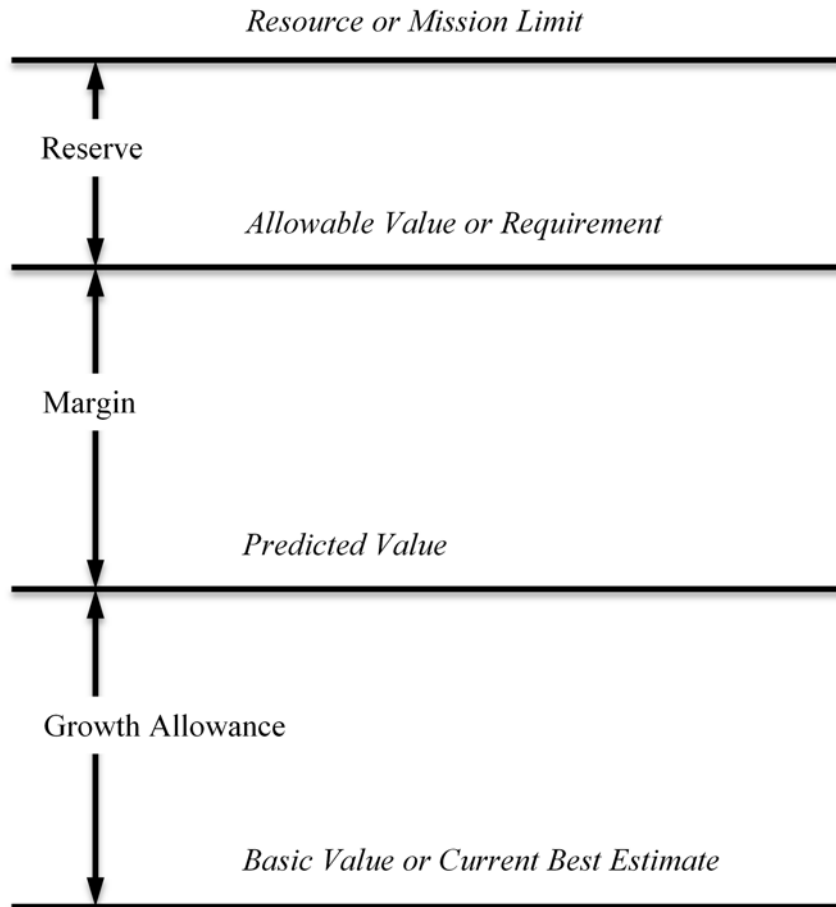 Resource or Mission Limit
Reserve
Allowable Value or Requirement
Margin
Predicted Value
Growth Allowance
Basic Value or Current Best Estimate